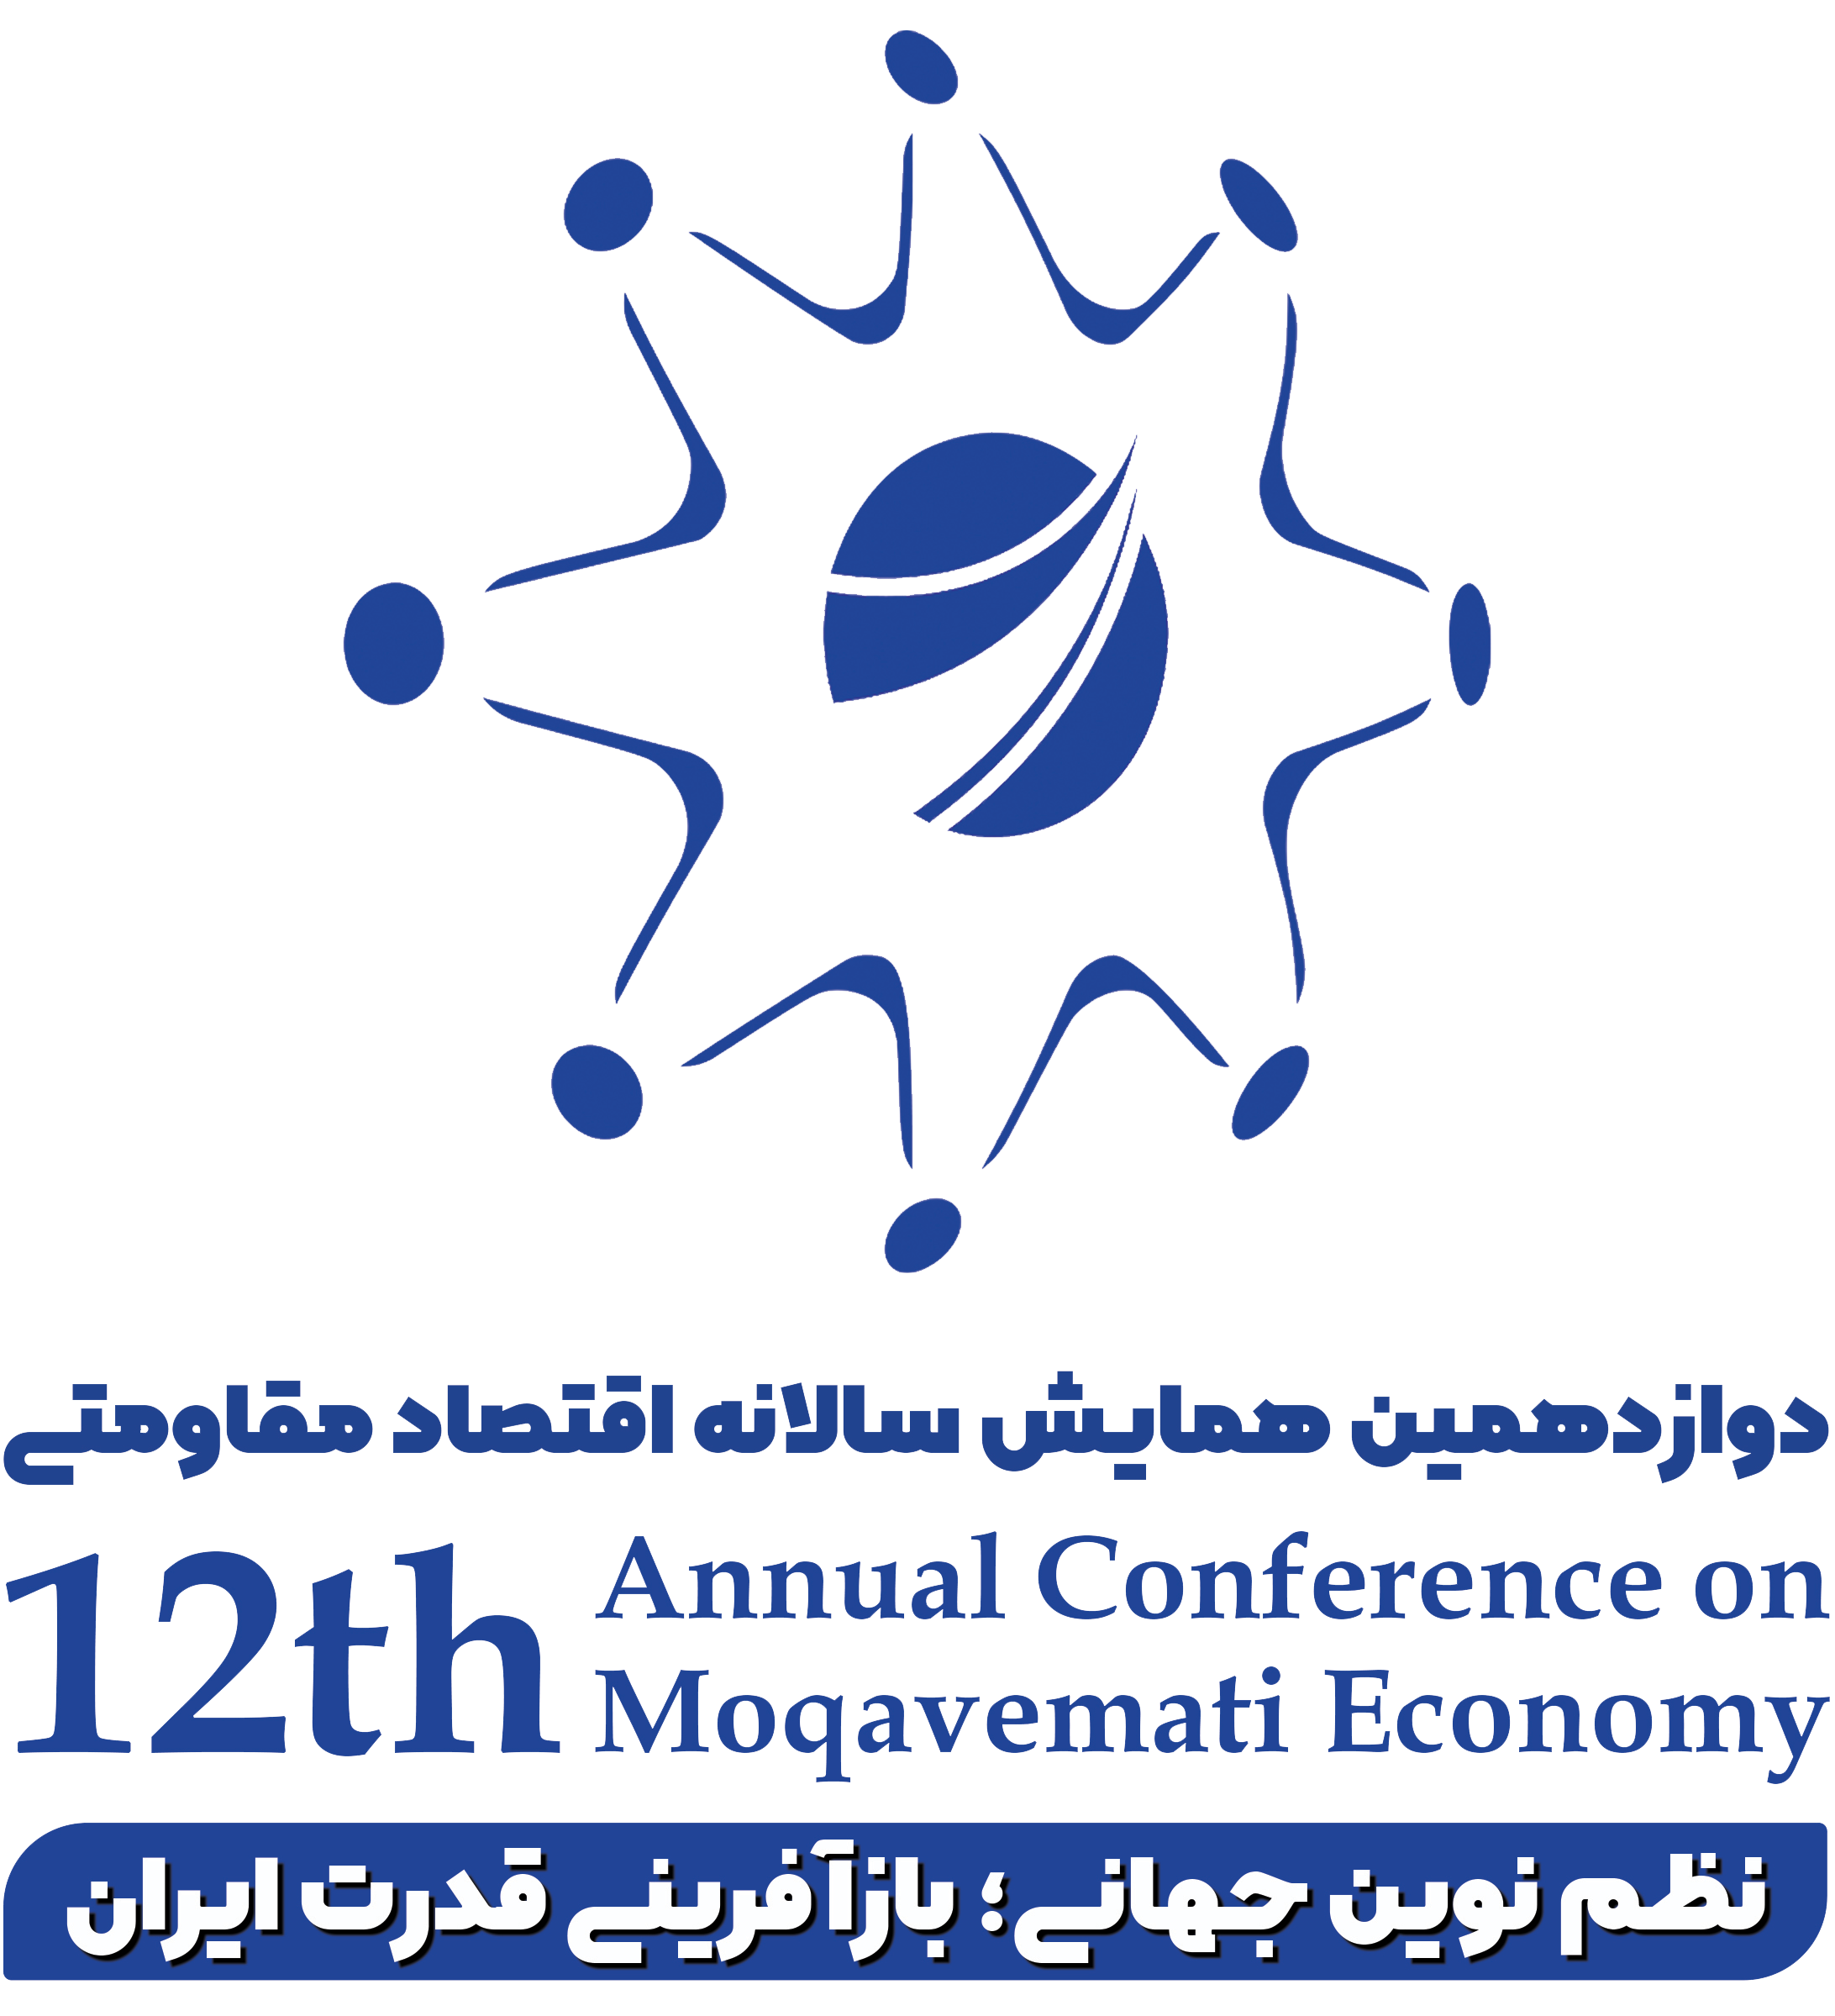 دوازدهمین همایش سالانه اقتصاد مقاومتی
12th Annual Conference on
Moqavemati Economy
نظم نوین جهانی؛ بازآفرینی قدرت ایران